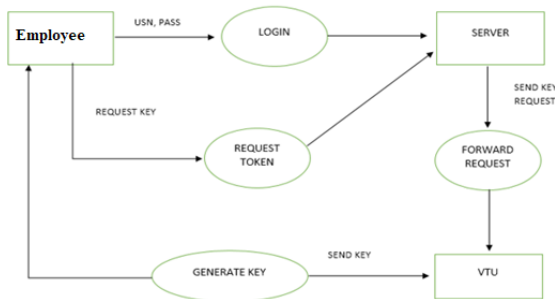 USN, PASS
Employee
LOGIN
SERVER
SEND KEY
REQUEST
REQUEST KEY
REQUEST
TOKEN
FORWARD
REQUEST
SEND KEY
GENERATE KEY
VTU